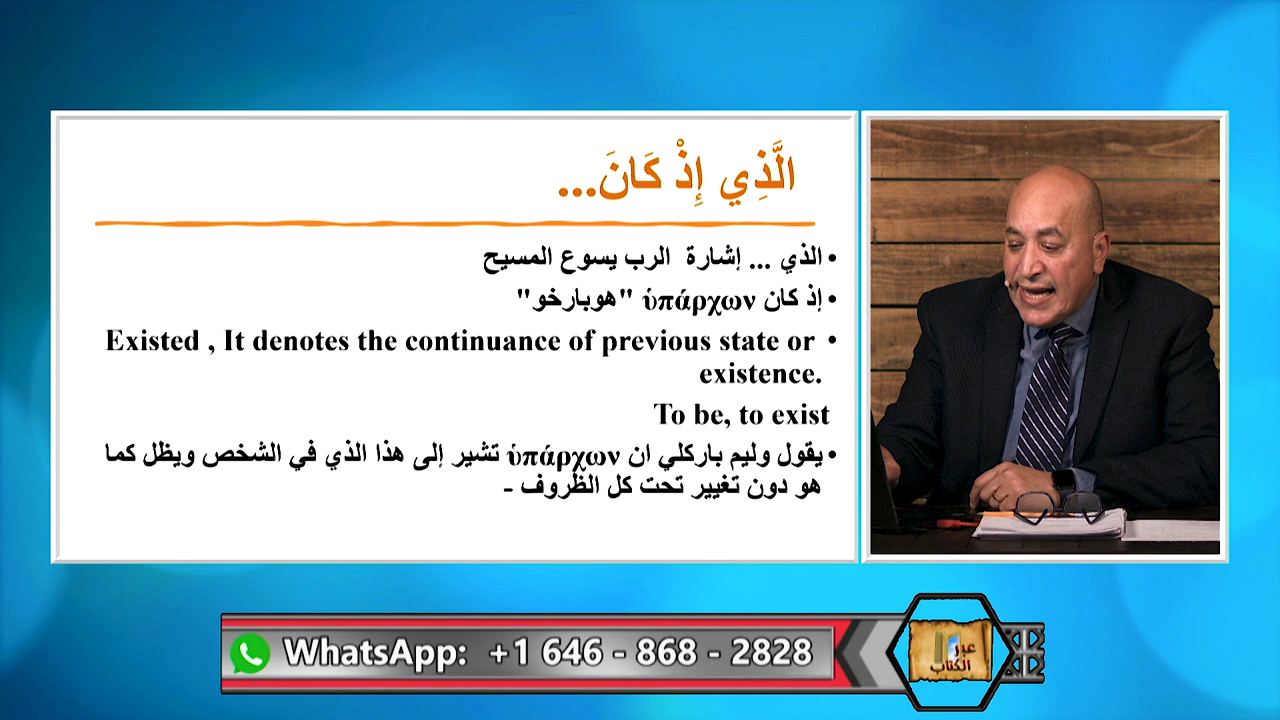 الَّذِي إِذْ كَانَ...
• الذي ... إشارة الرب يسوع المسيح
• إذ كان ὑπάρχων "هوبارخو"
• Existed , It denotes the continuance of previous state or
existence.
To be, to exist
• يقول وليم باركلي ان ὑπάρχων تشير إلى هذا الذي في الشخص ويظل كما
هو دون تغيير تحت كل الظروف -
WhatsApp: +1 646 - 868 - 2828
عبر
الكتاب